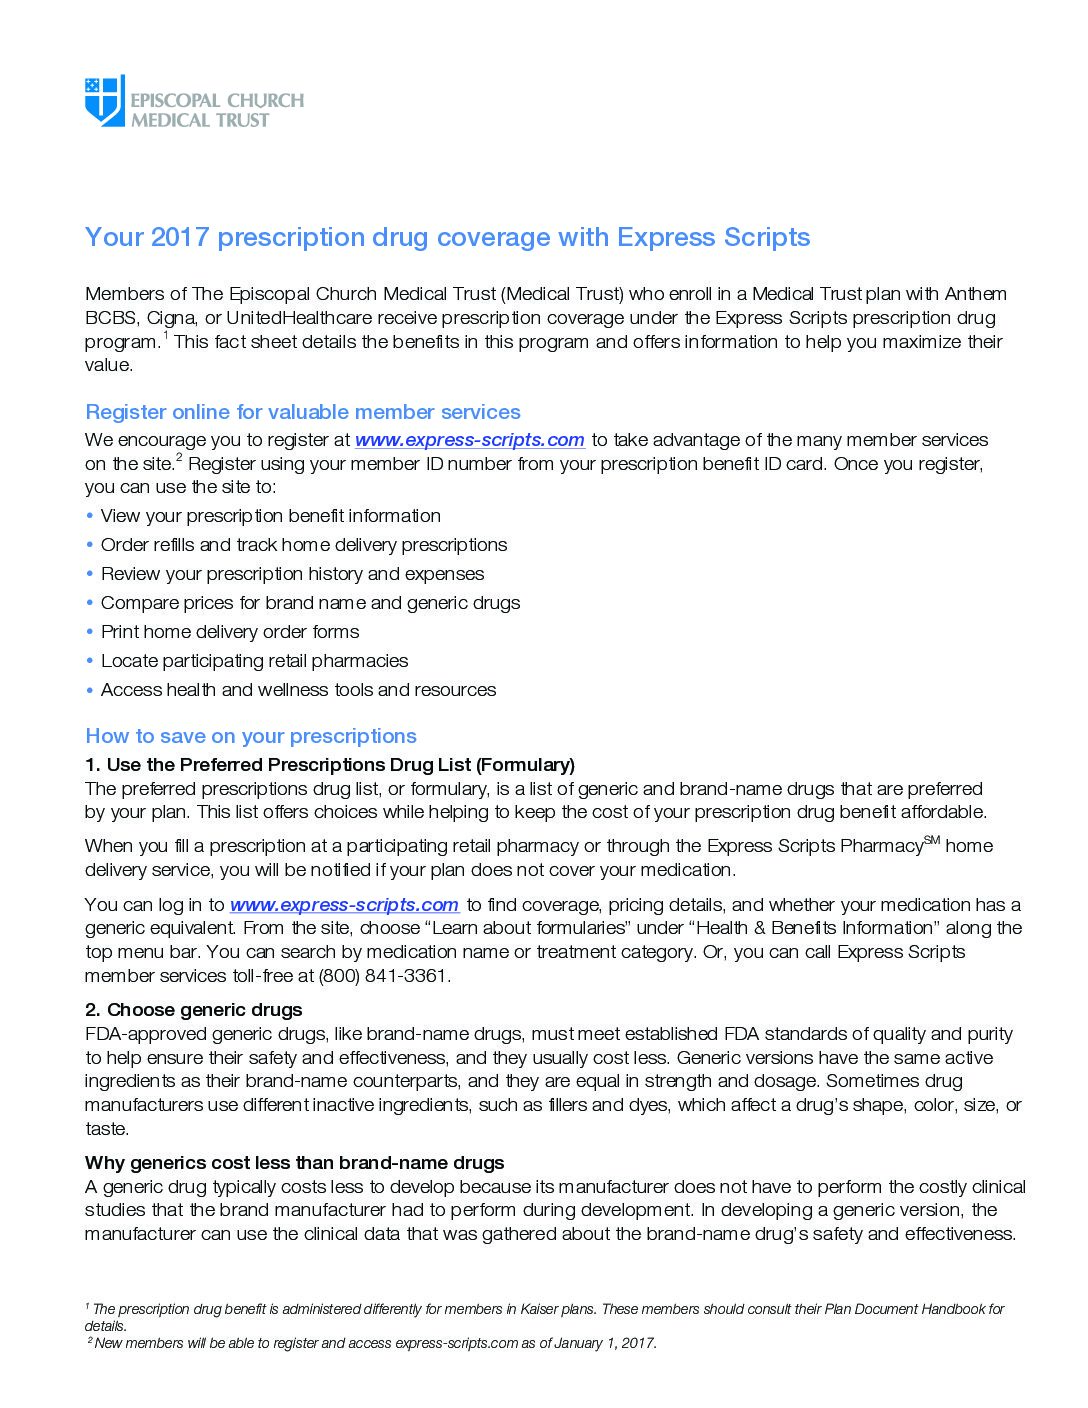 EPISCOPAL CHURCH
MEDICAL TRUST
Your 2017 prescription drug coverage with Express Scripts
Members of The Episcopal Church Medical Trust (Medical Trust) who enroll in a Medical Trust plan with Anthem
BCBS, Cigna, or UnitedHealthcare receive prescription coverage under the Express Scripts prescription drug
program.1 This fact sheet details the benefits in this program and offers information to help you maximize their
value.
Register online for valuable member services
We encourage you to register at www.express-scripts.com to take advantage of the many member services
on the site.2 Register using your member ID number from your prescription benefit ID card. Once you register,
you can use the site to:
• View your prescription benefit information
• Order refills and track home delivery prescriptions
• Review your prescription history and expenses
• Compare prices for brand name and generic drugs
• Print home delivery order forms
• Locate participating retail pharmacies
• Access health and wellness tools and resources
How to save on your prescriptions
1. Use the Preferred Prescriptions Drug List (Formulary)
The preferred prescriptions drug list, or formulary, is a list of generic and brand-name drugs that are preferred
by your plan. This list offers choices while helping to keep the cost of your prescription drug benefit affordable.
When you fill a prescription at a participating retail pharmacy or through the Express Scripts PharmacySM home
delivery service, you will be notified if your plan does not cover your medication.
You can log in to www.express-scripts.com to find coverage, pricing details, and whether your medication has a
generic equivalent. From the site, choose “Learn about formularies” under “Health & Benefits Information” along the
top menu bar. You can search by medication name or treatment category. Or, you can call Express Scripts
member services toll-free at (800) 841-3361.
2. Choose generic drugs
FDA-approved generic drugs, like brand-name drugs, must meet established FDA standards of quality and purity
to help ensure their safety and effectiveness, and they usually cost less. Generic versions have the same active
ingredients as their brand-name counterparts, and they are equal in strength and dosage. Sometimes drug
manufacturers use different inactive ingredients, such as fillers and dyes, which affect a drug’s shape, color, size, or
taste.
Why generics cost less than brand-name drugs
A generic drug typically costs less to develop because its manufacturer does not have to perform the costly clinical
studies that the brand manufacturer had to perform during development. In developing a generic version, the
manufacturer can use the clinical data that was gathered about the brand-name drug’s safety and effectiveness.
1 The prescription drug benefit is administered differently for members in Kaiser plans. These members should consult their Plan Document Handbook for
details.
2 New members will be able to register and access express-scripts.com as of January 1, 2017.